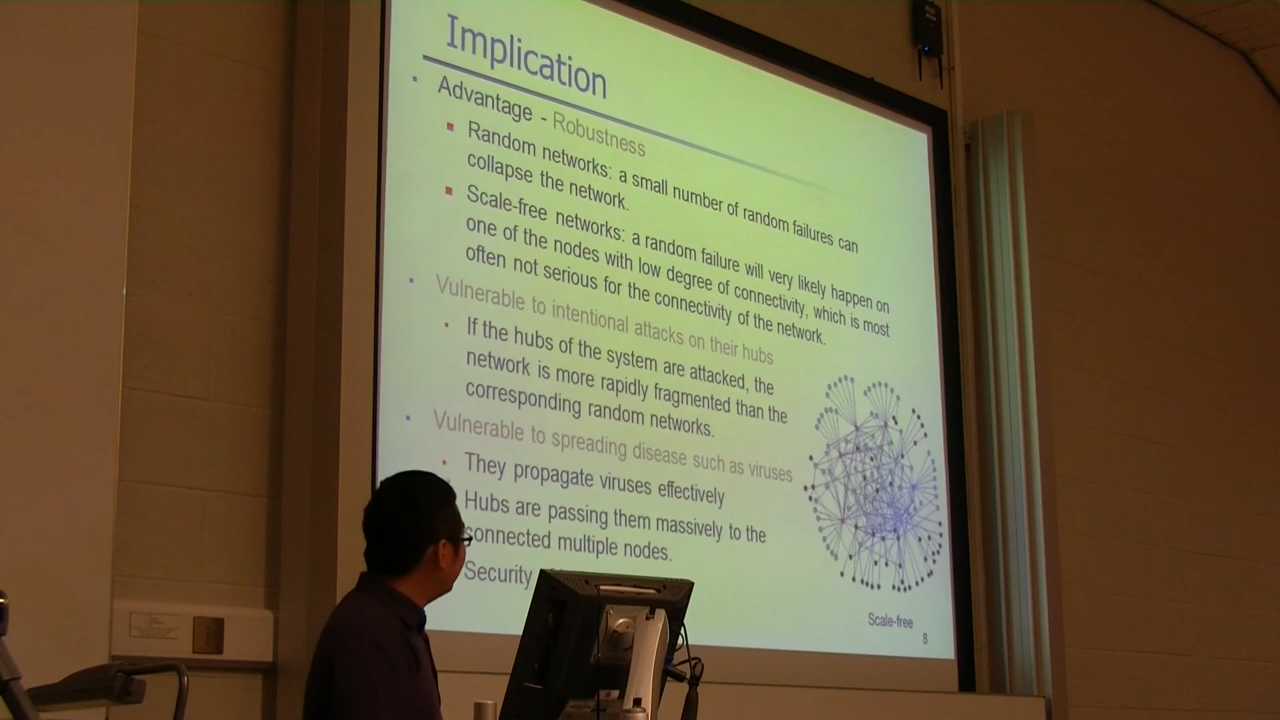 Implication
Advantage - Robustness
Random networks: a small number of random failures can
collapse the network.
Scale-free networks: a random failure will very likely happen on
one of the nodes with low degree of connectivity, which is most
often not serious for the connectivity of the network.
Vulnerable to intentional attacks on their hubs
If the hubs of the system are attacked, the
network is more rapidly fragmented than the
corresponding random networks.
Vulnerable to spreading disease such as viruses
They propagate viruses effectively
Hubs are passing them massively to the
connected multiple nodes.
Security
Scale-free
8